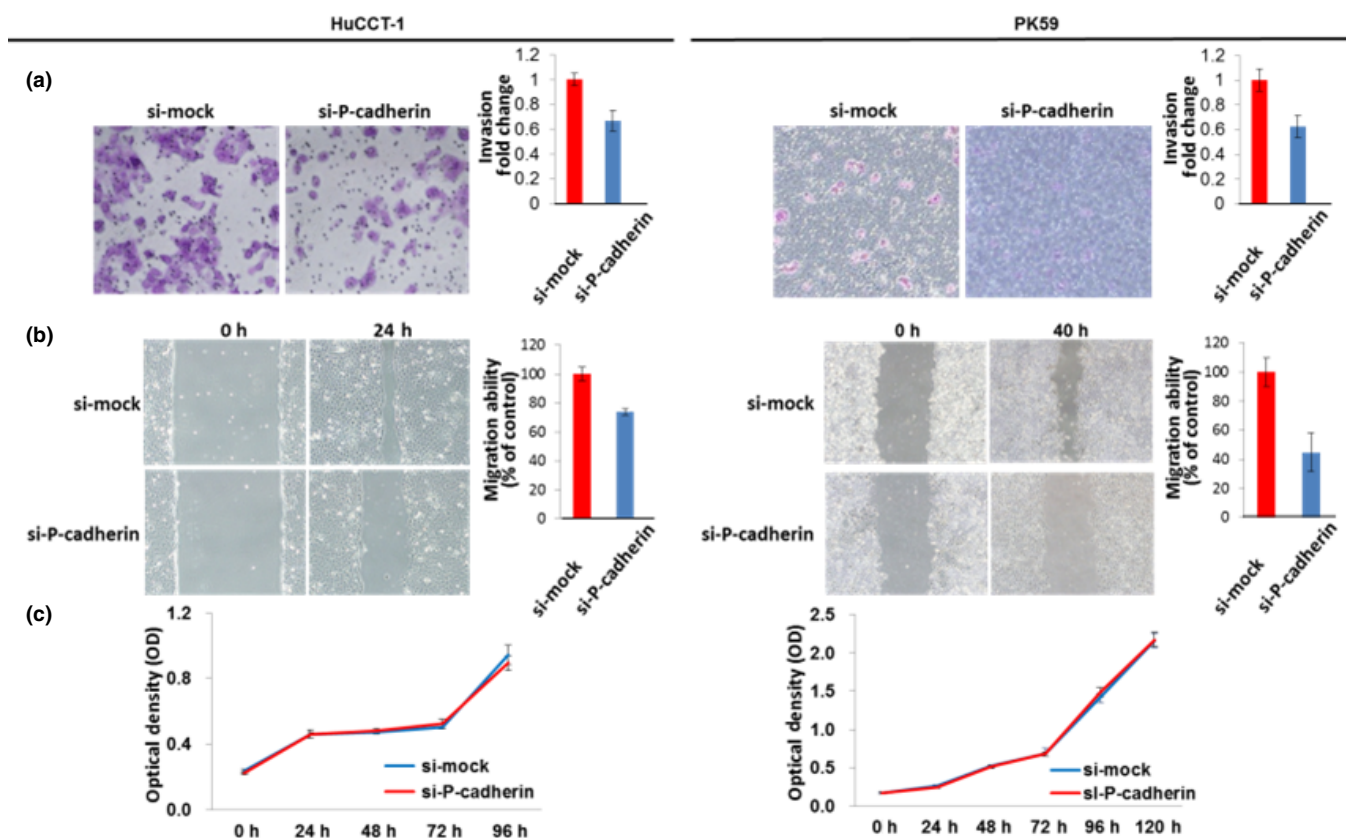 HuCCT-1
PK59
(a)
si-mock
si-P-cadherin
Invasion
fold change
1.2
1
0.8
0.6
0.4
0.2
0
si-mock
si-P-cadherin
si-mock
si-P-cadherin
Invasion
fold change
1.2
1
0.8
0.6
0.4
0.2
0
si-mock
si-P-cadherin
(b)
0 h
24 h
si-mock
si-P-cadherin
Migration ability
(% of control)
120
100
80
60
40
20
0
si-mock
si-P-cadherin
0 h
40 h
si-mock
si-P-cadherin
Migration ability
(% of control)
120
100
80
60
40
20
0
si-mock
si-P-cadherin
(c)
Optical density (OD)
1.2
0.8
0.4
0.0
si-mock
si-P-cadherin
0 h 24 h 48 h 72 h 96 h
Optical density (OD)
2.5
2.0
1.5
1.0
0.5
0.0
si-mock
sI-P-cadherin
0 h 24 h 48 h 72 h 96 h 120 h